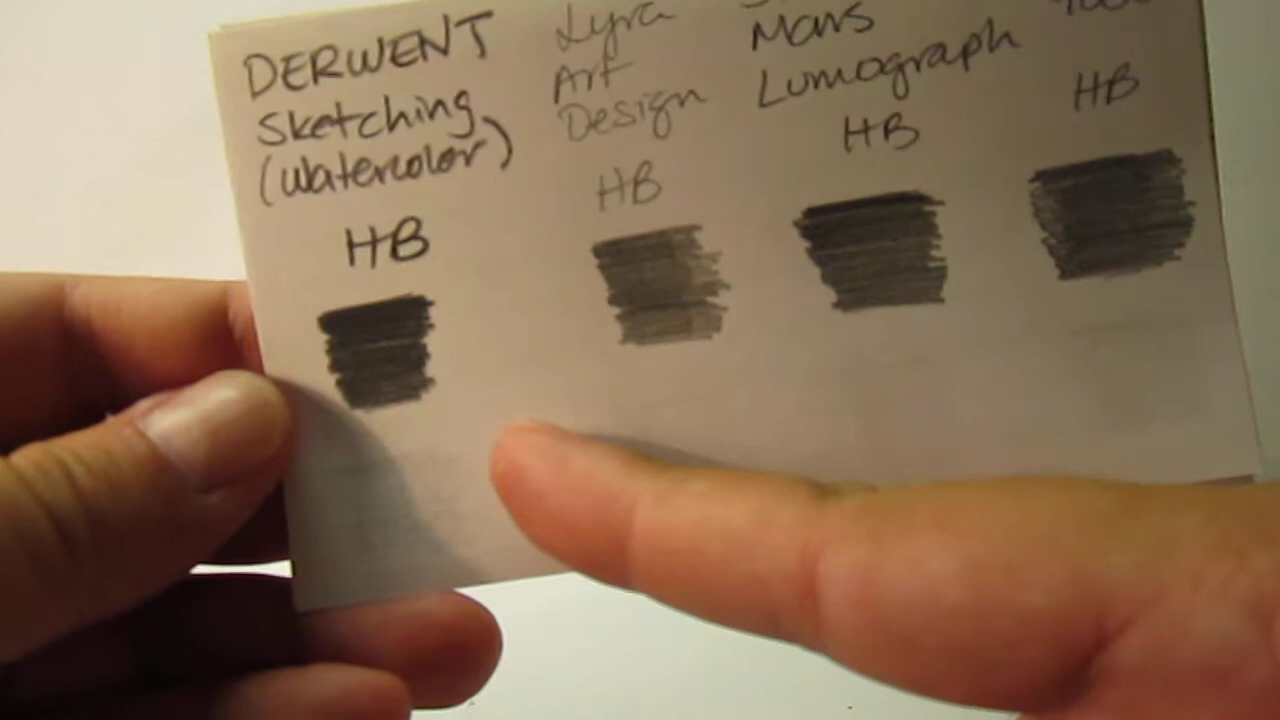 DERWENT
Sketching
(watercolor)
HB
Lyra
Art
Design
HB
Mars
Lumograph
HB
HB